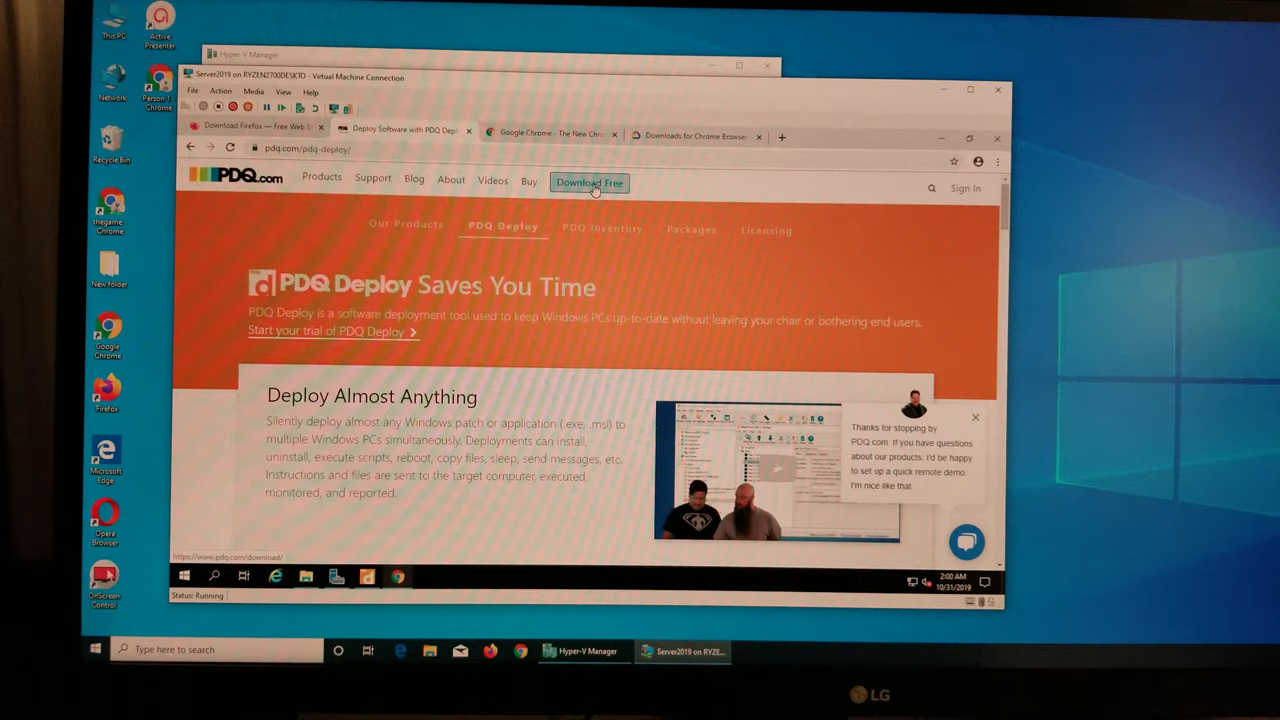 This PC
Active
Presenter
Network
Person 1 -
Chrome
Recycle Bin
thegame -
Chrome
New folder
Google
Chrome
Firefox
Microsoft
Edge
Opera
Browser
OnScreen
Control
Hyper-V Manager
Server2019 on RYZEN2700DESKTO - Virtual Machine Connection
File Action Media View Help
Download Firefox — Free Web B
Deploy Software with PDQ Depl
Google Chrome - The New Chro
Downloads for Chrome Browser
pdq.com/pdq-deploy/
PDQ.com
Products Support Blog About Videos Buy Download Free Sign In
Our Products PDQ Deploy PDQ Inventory Packages Licensing
PDQ Deploy Saves You Time
PDQ Deploy is a software deployment tool used to keep Windows PCs up-to-date without leaving your chair or bothering end users.
Start your trial of PDQ Deploy
Deploy Almost Anything
Silently deploy almost any Windows patch or application (.exe, .msi) to
multiple Windows PCs simultaneously. Deployments can install,
uninstall, execute scripts, reboot, copy files, sleep, send messages, etc.
Instructions and files are sent to the target computer, executed,
monitored, and reported.
Thanks for stopping by
PDQ.com. If you have questions
about our products, I'd be happy
to set up a quick remote demo.
I'm nice like that
https://www.pdq.com/download/
2:00 AM
10/31/2019
Status: Running
Type here to search
Hyper-V Manager
Server2019 on RYZE...
LG